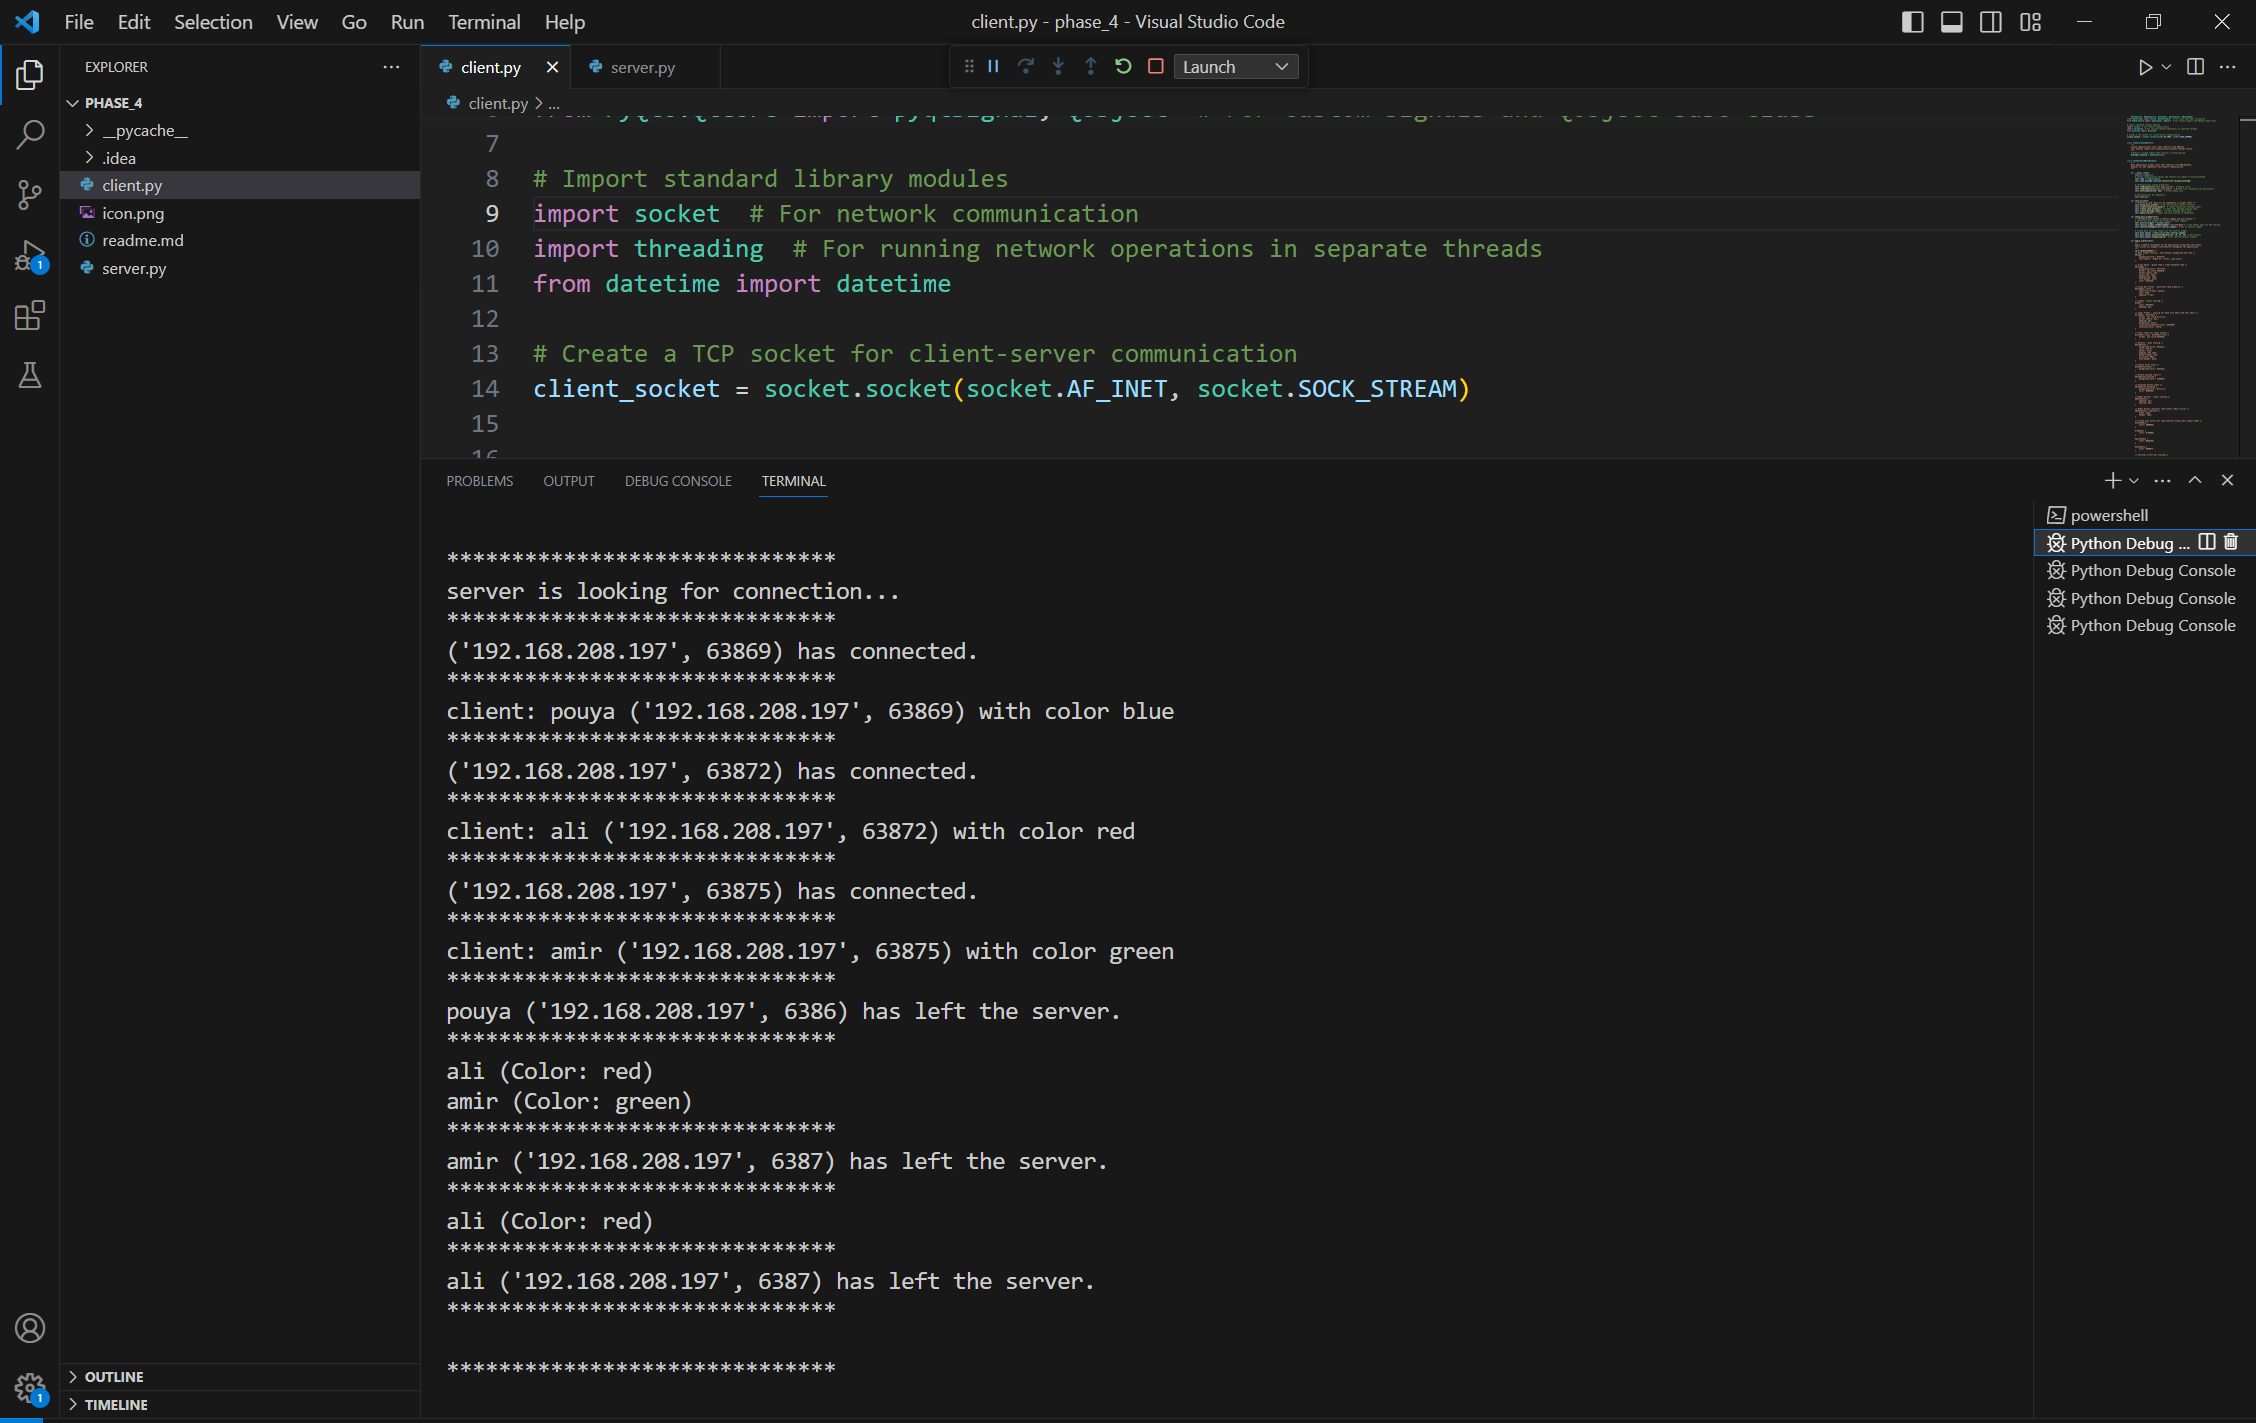 File Edit Selection View Go Run Terminal Help
client.py - phase_4 - Visual Studio Code
EXPLORER
PHASE_4
__pycache__
.idea
client.py
icon.png
readme.md
server.py
OUTLINE
TIMELINE
1
1
client.py
server.py
Launch
client.py > ...
7
8 # Import standard library modules
9 import socket  # For network communication
10 import threading  # For running network operations in separate threads
11 from datetime import datetime
12
13 # Create a TCP socket for client-server communication
14 client_socket = socket.socket(socket.AF_INET, socket.SOCK_STREAM)
15
16
PROBLEMS OUTPUT DEBUG CONSOLE TERMINAL
******************************
server is looking for connection...
******************************
('192.168.208.197', 63869) has connected.
******************************
client: pouya ('192.168.208.197', 63869) with color blue
******************************
('192.168.208.197', 63872) has connected.
******************************
client: ali ('192.168.208.197', 63872) with color red
******************************
('192.168.208.197', 63875) has connected.
******************************
client: amir ('192.168.208.197', 63875) with color green
******************************
pouya ('192.168.208.197', 6386) has left the server.
******************************
ali (Color: red)
amir (Color: green)
******************************
amir ('192.168.208.197', 6387) has left the server.
******************************
ali (Color: red)
******************************
ali ('192.168.208.197', 6387) has left the server.
******************************
******************************
powershell
Python Debug ...
Python Debug Console
Python Debug Console
Python Debug Console